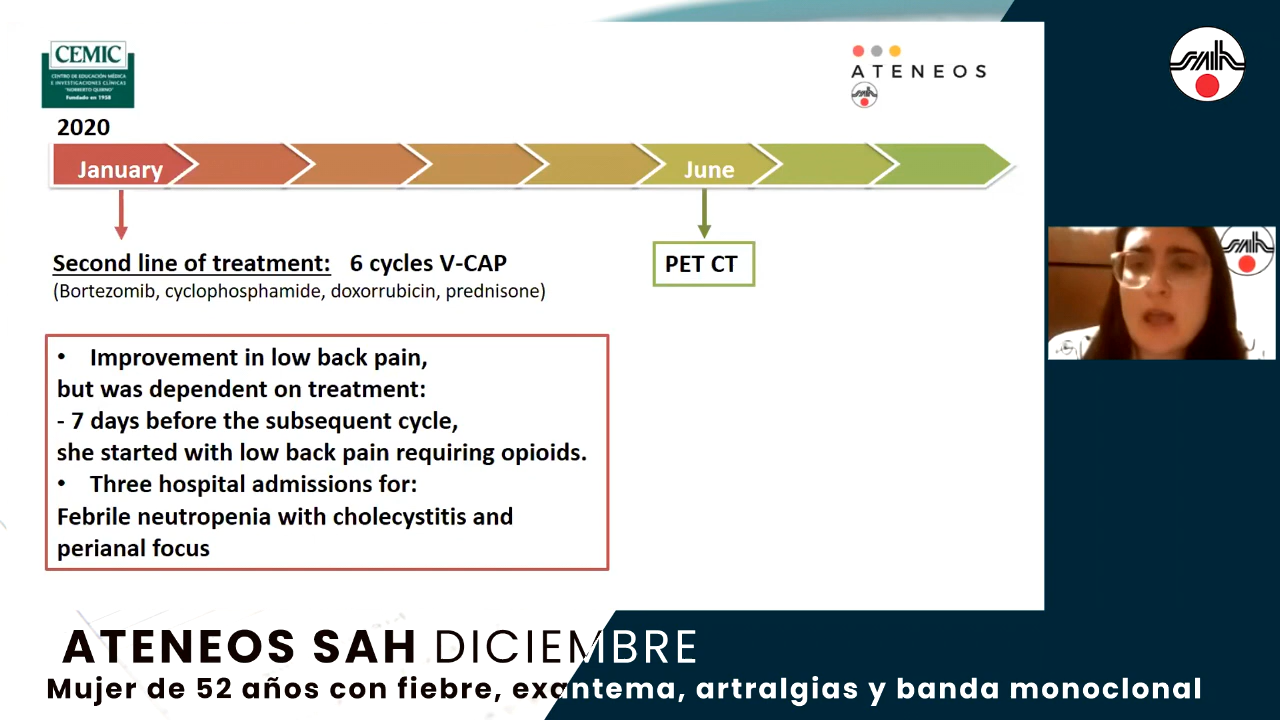 CEMIC
CENTRO DE EDUCACIÓN MÉDICA
E INVESTIGACIONES CLÍNICAS
"NORBERTO QUIRNO"
Fundado en 1958
ATENEOS
2020
January
June
Second line of treatment: 6 cycles V-CAP
(Bortezomib, cyclophosphamide, doxorrubicin, prednisone)
PET CT
• Improvement in low back pain,
but was dependent on treatment:
- 7 days before the subsequent cycle,
she started with low back pain requiring opioids.
• Three hospital admissions for:
Febrile neutropenia with cholecystitis and
perianal focus
ATENEOS SAH DICIEMBRE
Mujer de 52 años con fiebre, exantema, artralgias y banda monoclonal